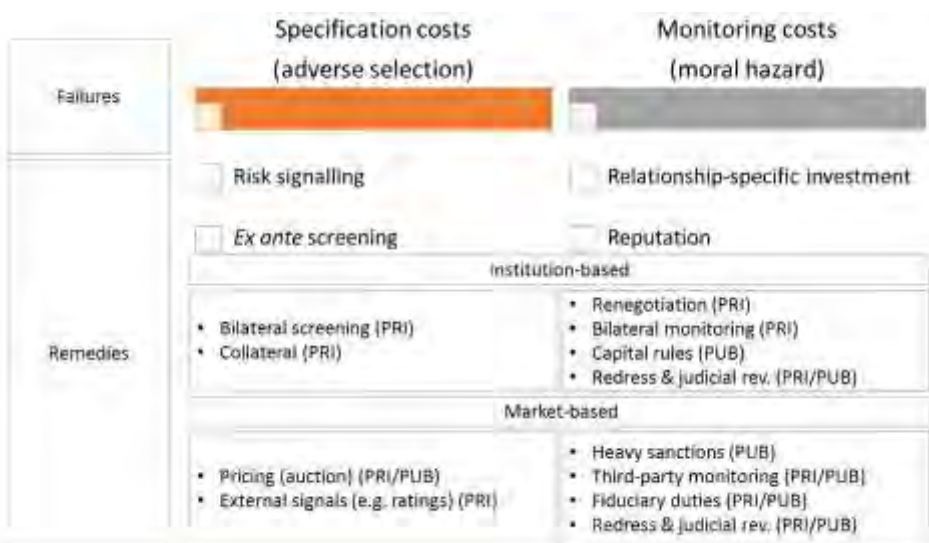 Specification costs
(adverse selection)
Monitoring costs
(moral hazard)
Failures
Risk signalling
Relationship-specific investment
Ex ante screening
Reputation
Institution-based
Remedies
• Bilateral screening (PRI)
• Collateral (PRI)
• Renegotiation (PRI)
• Bilateral monitoring (PRI)
• Capital rules (PUB)
• Redress & judicial rev. (PRI/PUB)
Market-based
• Pricing (auction) (PRI/PUB)
• External signals (e.g. ratings) (PRI)
• Heavy sanctions (PUB)
• Third-party monitoring (PRI/PUB)
• Fiduciary duties (PRI/PUB)
• Redress & judicial rev. (PRI/PUB)